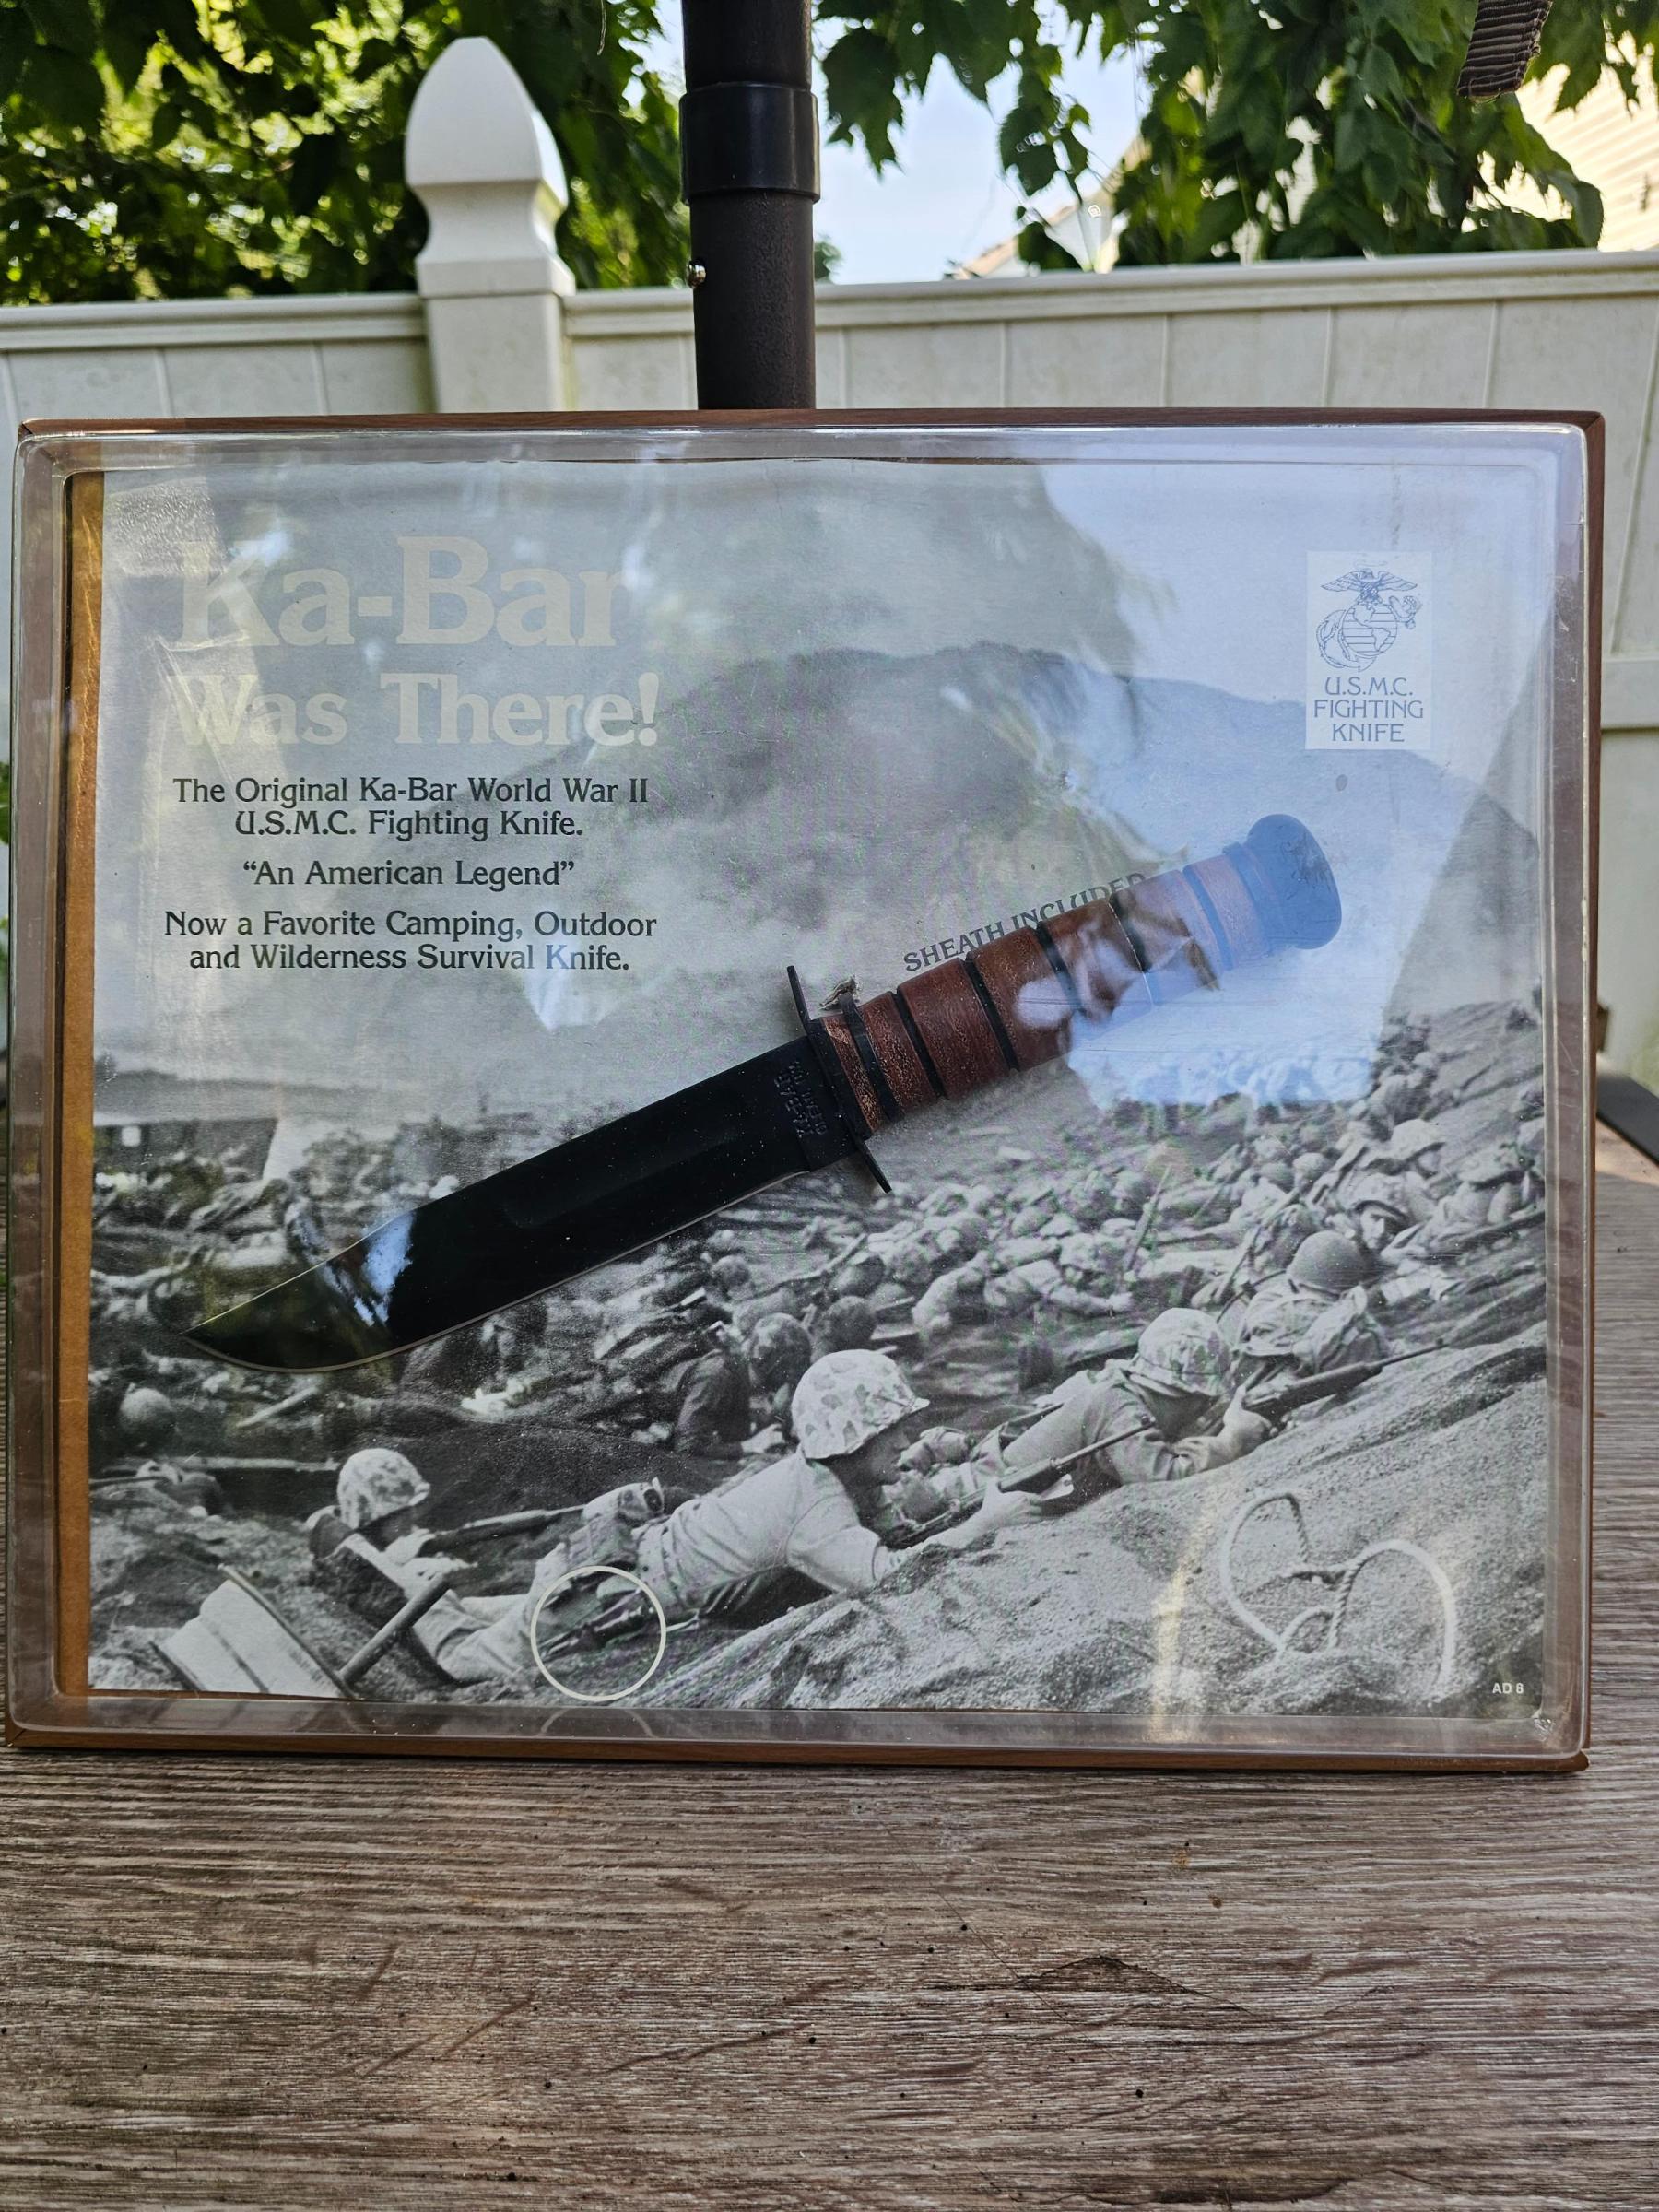 Ka-Bar
Was There!
The Original Ka-Bar World War II
U.S.M.C. Fighting Knife.
“An American Legend”
Now a Favorite Camping, Outdoor
and Wilderness Survival Knife.
U.S.M.C.
FIGHTING
KNIFE
SHEATH INCLUDED
AD 8